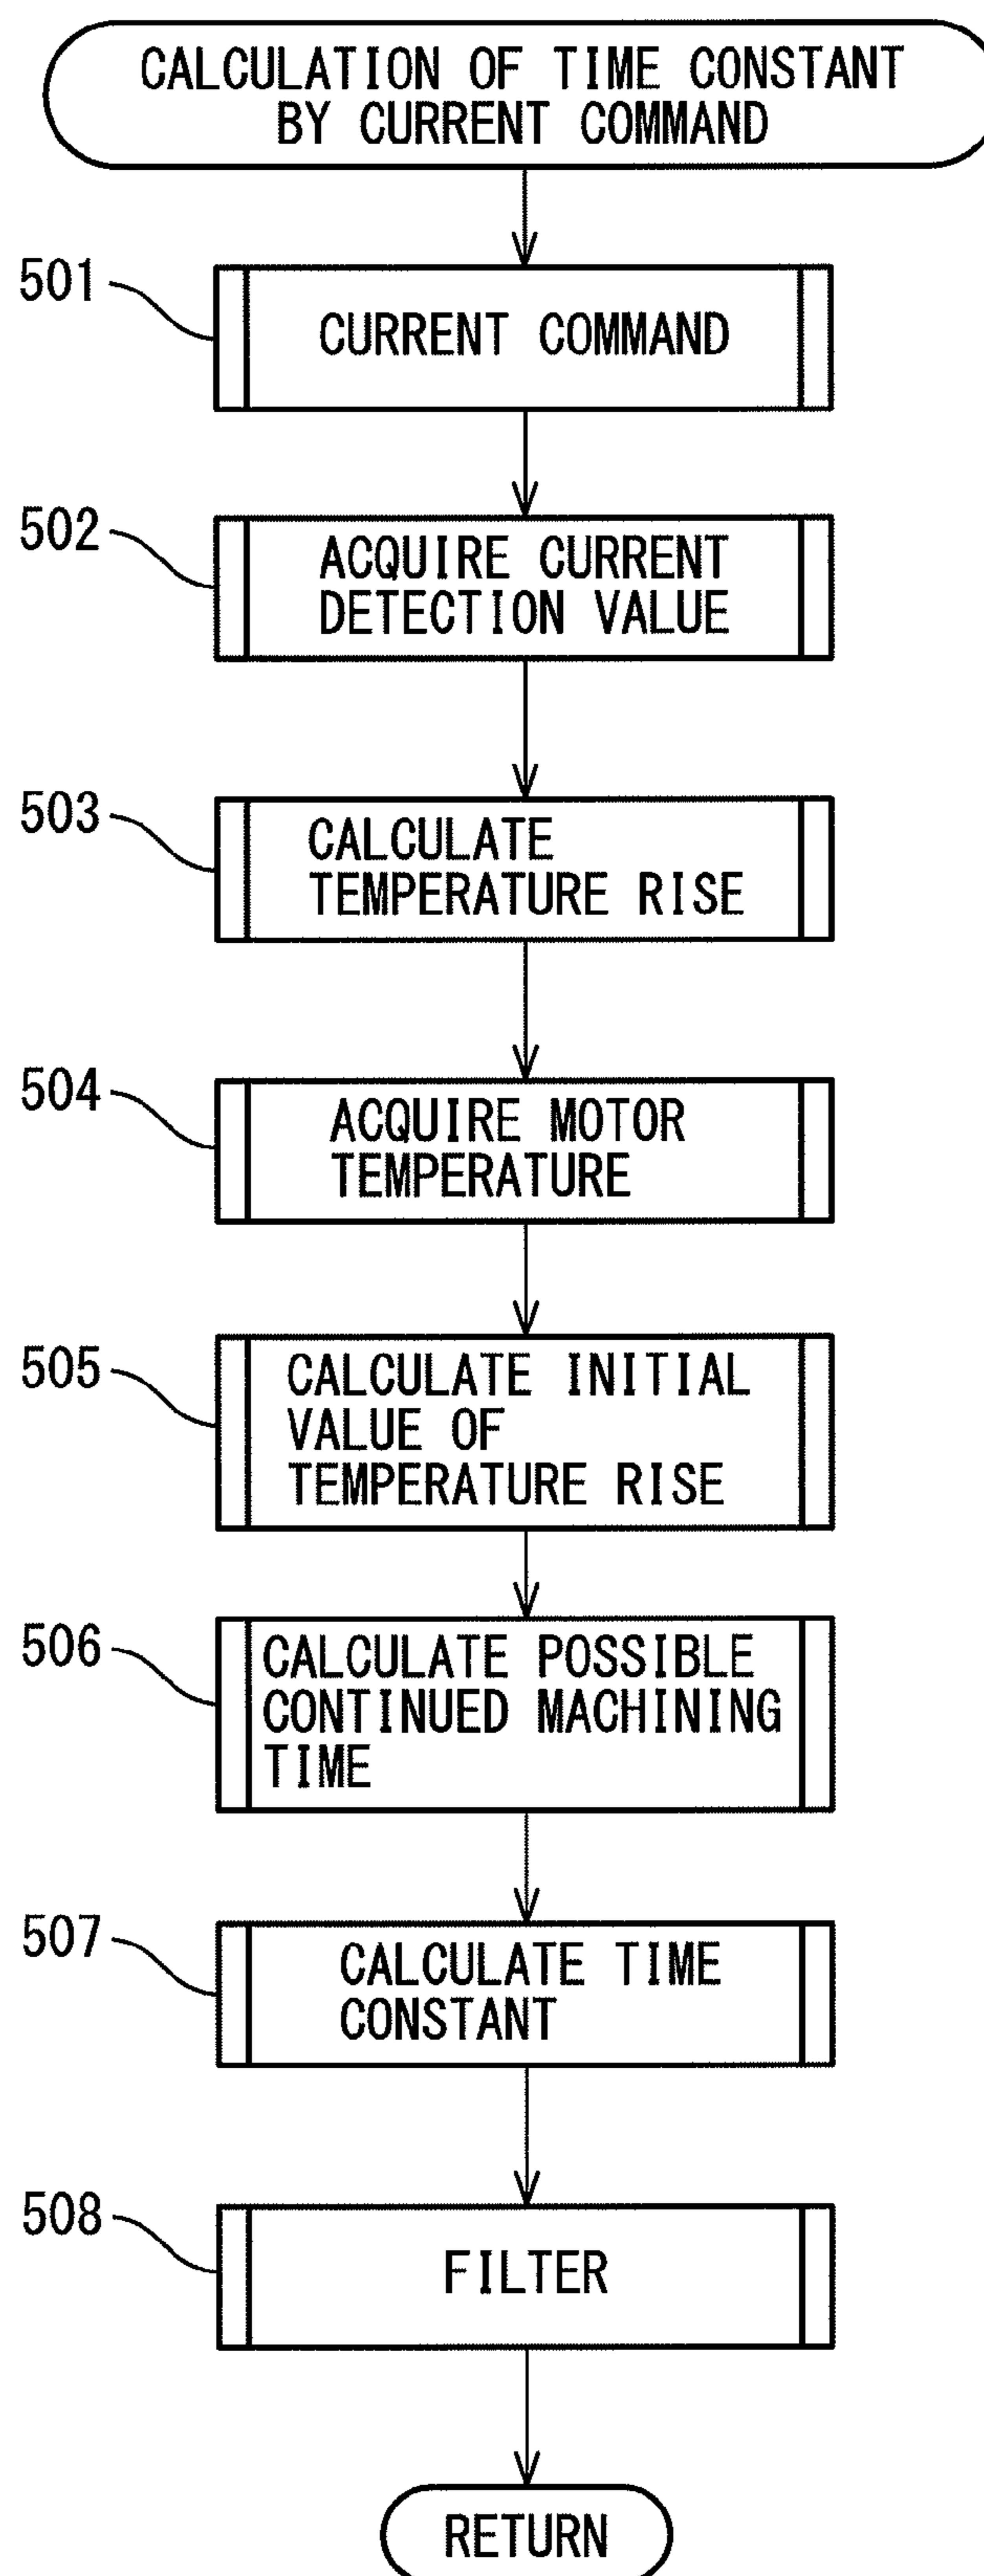 CALCULATION OF TIME CONSTANT
BY CURRENT COMMAND
501
CURRENT COMMAND
502
ACQUIRE CURRENT
DETECTION VALUE
503
CALCULATE
TEMPERATURE RISE
504
ACQUIRE MOTOR
TEMPERATURE
505
CALCULATE INITIAL
VALUE OF
TEMPERATURE RISE
506
CALCULATE POSSIBLE
CONTINUED MACHINING
TIME
507
CALCULATE TIME
CONSTANT
508
FILTER
RETURN